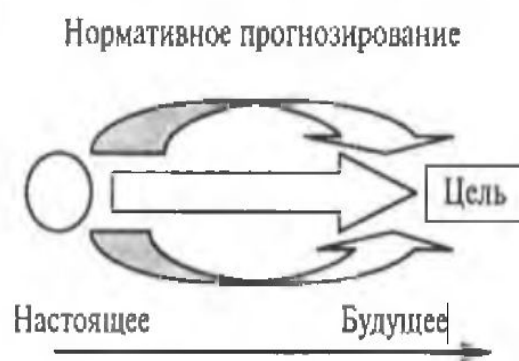 Нормативное прогнозирование
Цель
Настоящее Будущее